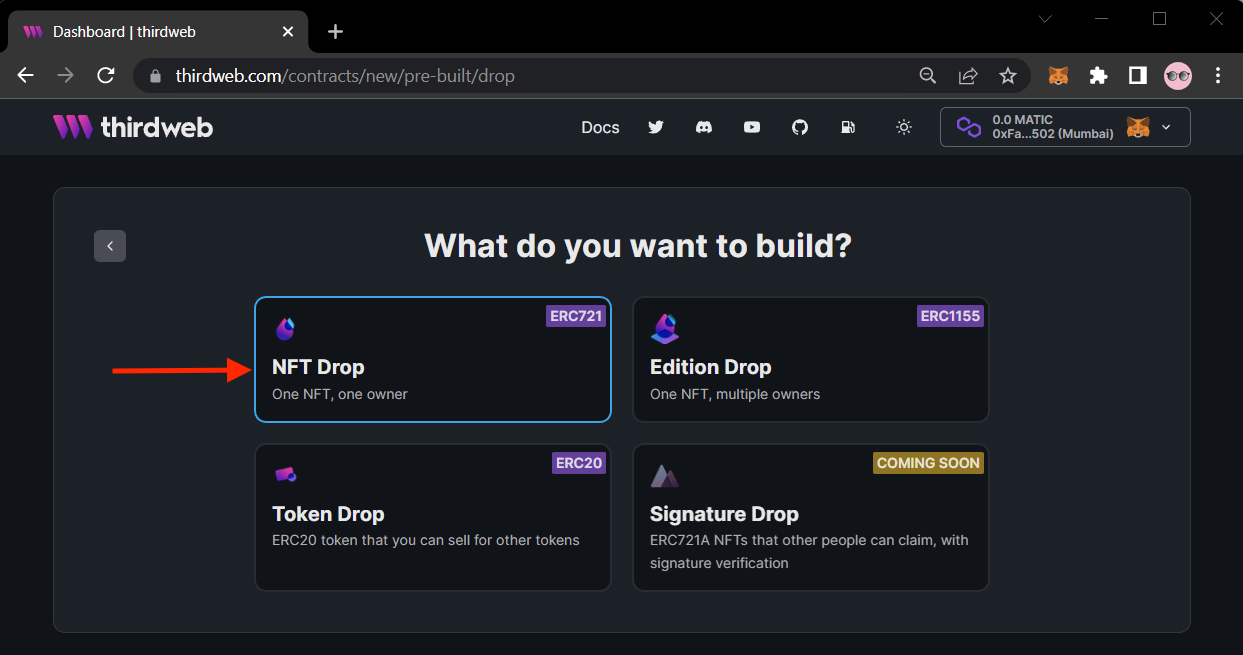 Dashboard | thirdweb
thirdweb.com/contracts/new/pre-built/drop
thirdweb
Docs
0.0 MATIC
0xFa...502 (Mumbai)
What do you want to build?
ERC721
NFT Drop
One NFT, one owner
ERC1155
Edition Drop
One NFT, multiple owners
ERC20
Token Drop
ERC20 token that you can sell for other tokens
COMING SOON
Signature Drop
ERC721A NFTs that other people can claim, with
signature verification